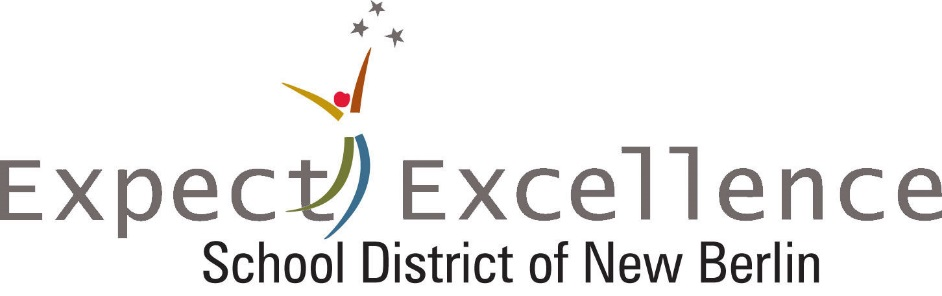 Expect Excellence
School District of New Berlin